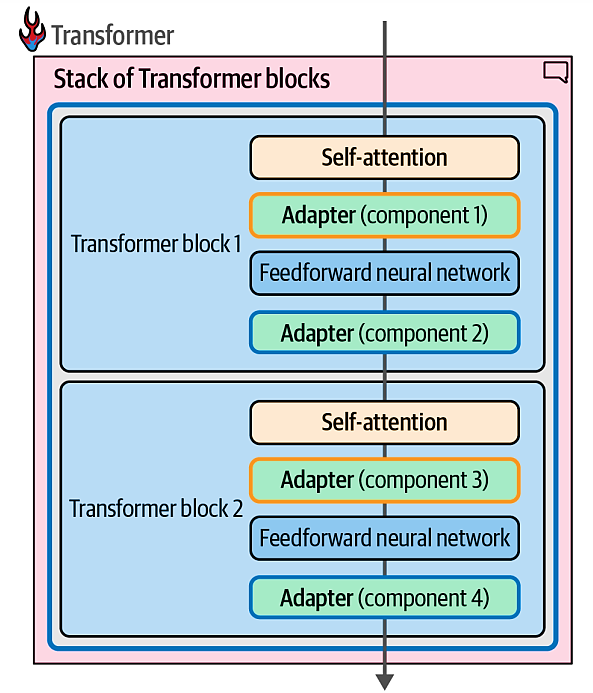 Transformer
Stack of Transformer blocks
Transformer block 1
Self-attention
Adapter (component 1)
Feedforward neural network
Adapter (component 2)
Transformer block 2
Self-attention
Adapter (component 3)
Feedforward neural network
Adapter (component 4)